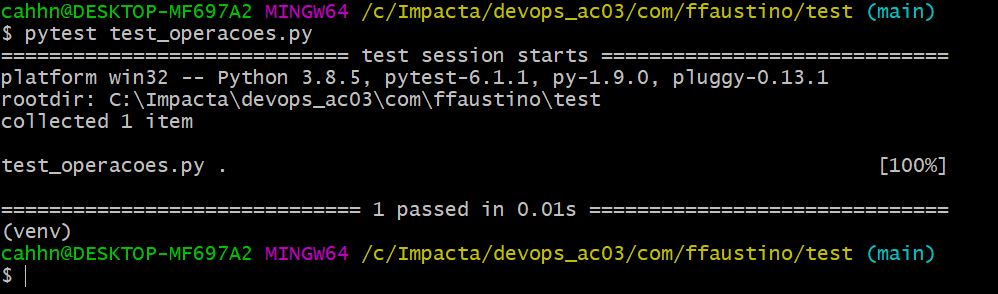 cahhn@DESKTOP-MF697A2 MINGW64 /c/Impacta/devops_ac03/com/ffaustino/test (main)
$ pytest test_operacoes.py
============================= test session starts =============================
platform win32 -- Python 3.8.5, pytest-6.1.1, py-1.9.0, pluggy-0.13.1
rootdir: C:\Impacta\devops_ac03\com\ffaustino\test
collected 1 item
test_operacoes.py . [100%]
============================== 1 passed in 0.01s ==============================
(venv)
cahhn@DESKTOP-MF697A2 MINGW64 /c/Impacta/devops_ac03/com/ffaustino/test (main)
$